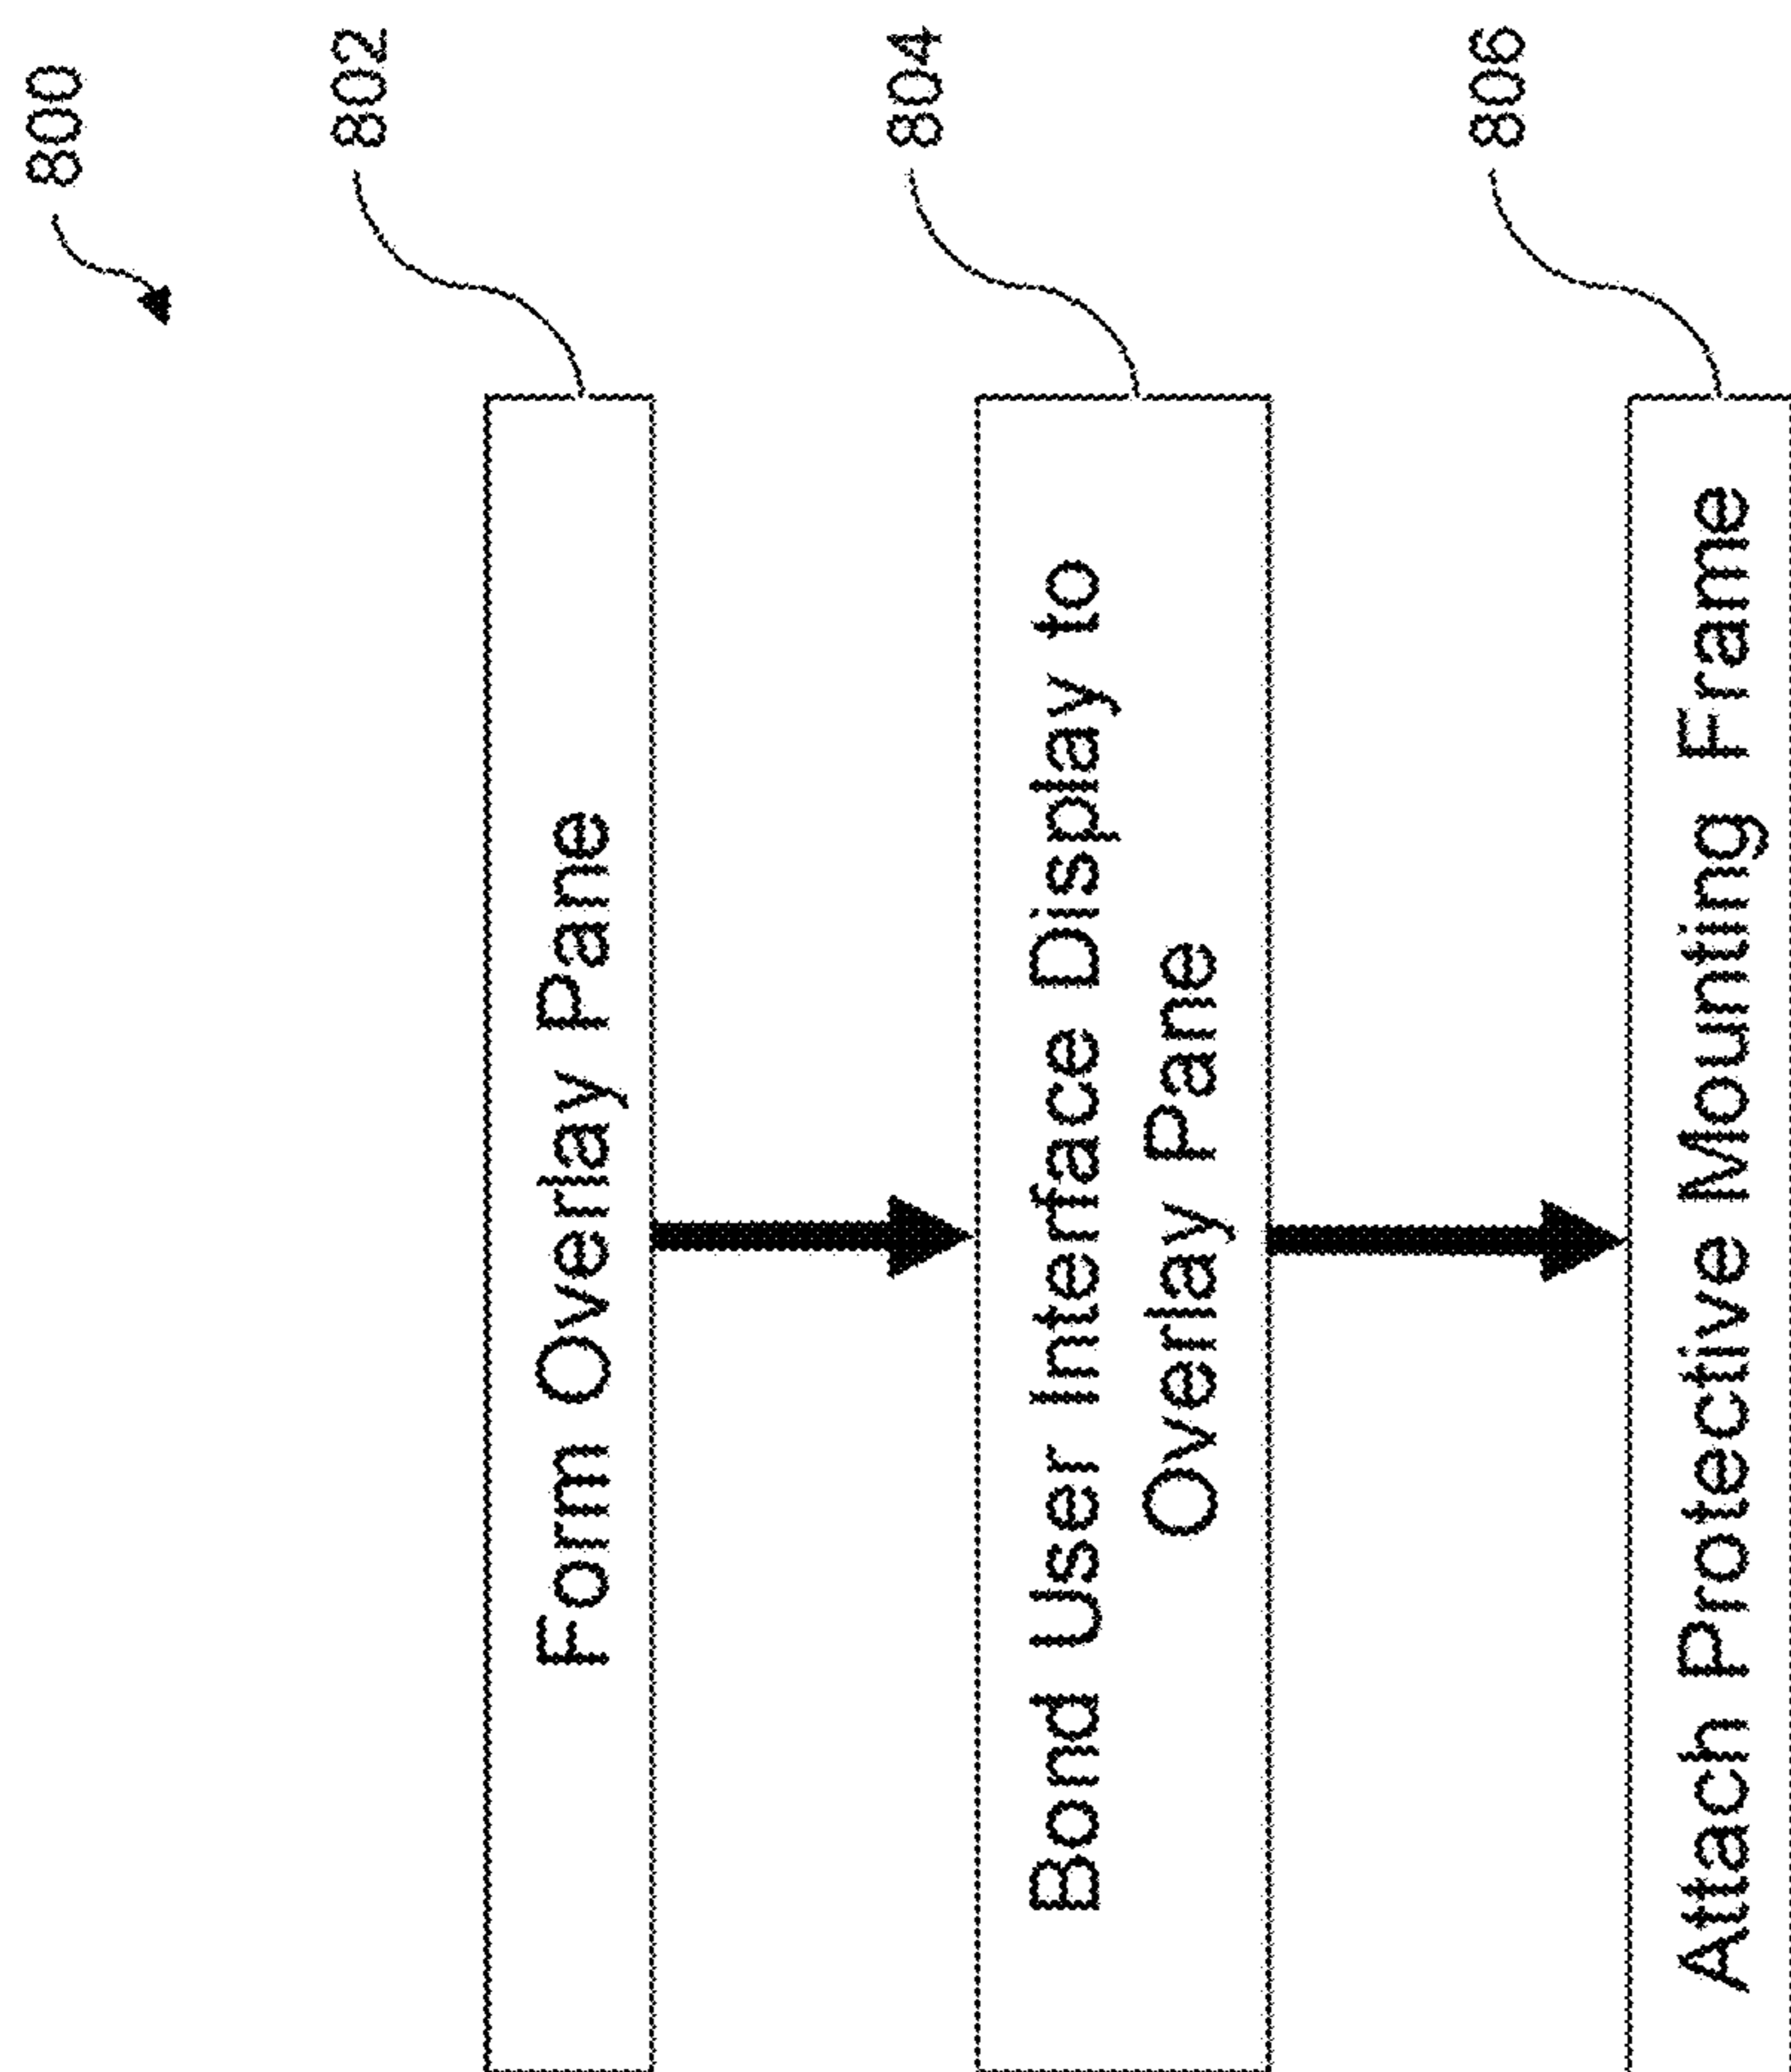 800
802
Form Overlay Pane
804
Bond User Interface Display to
Overlay Pane
806
Attach Protective Mounting Frame